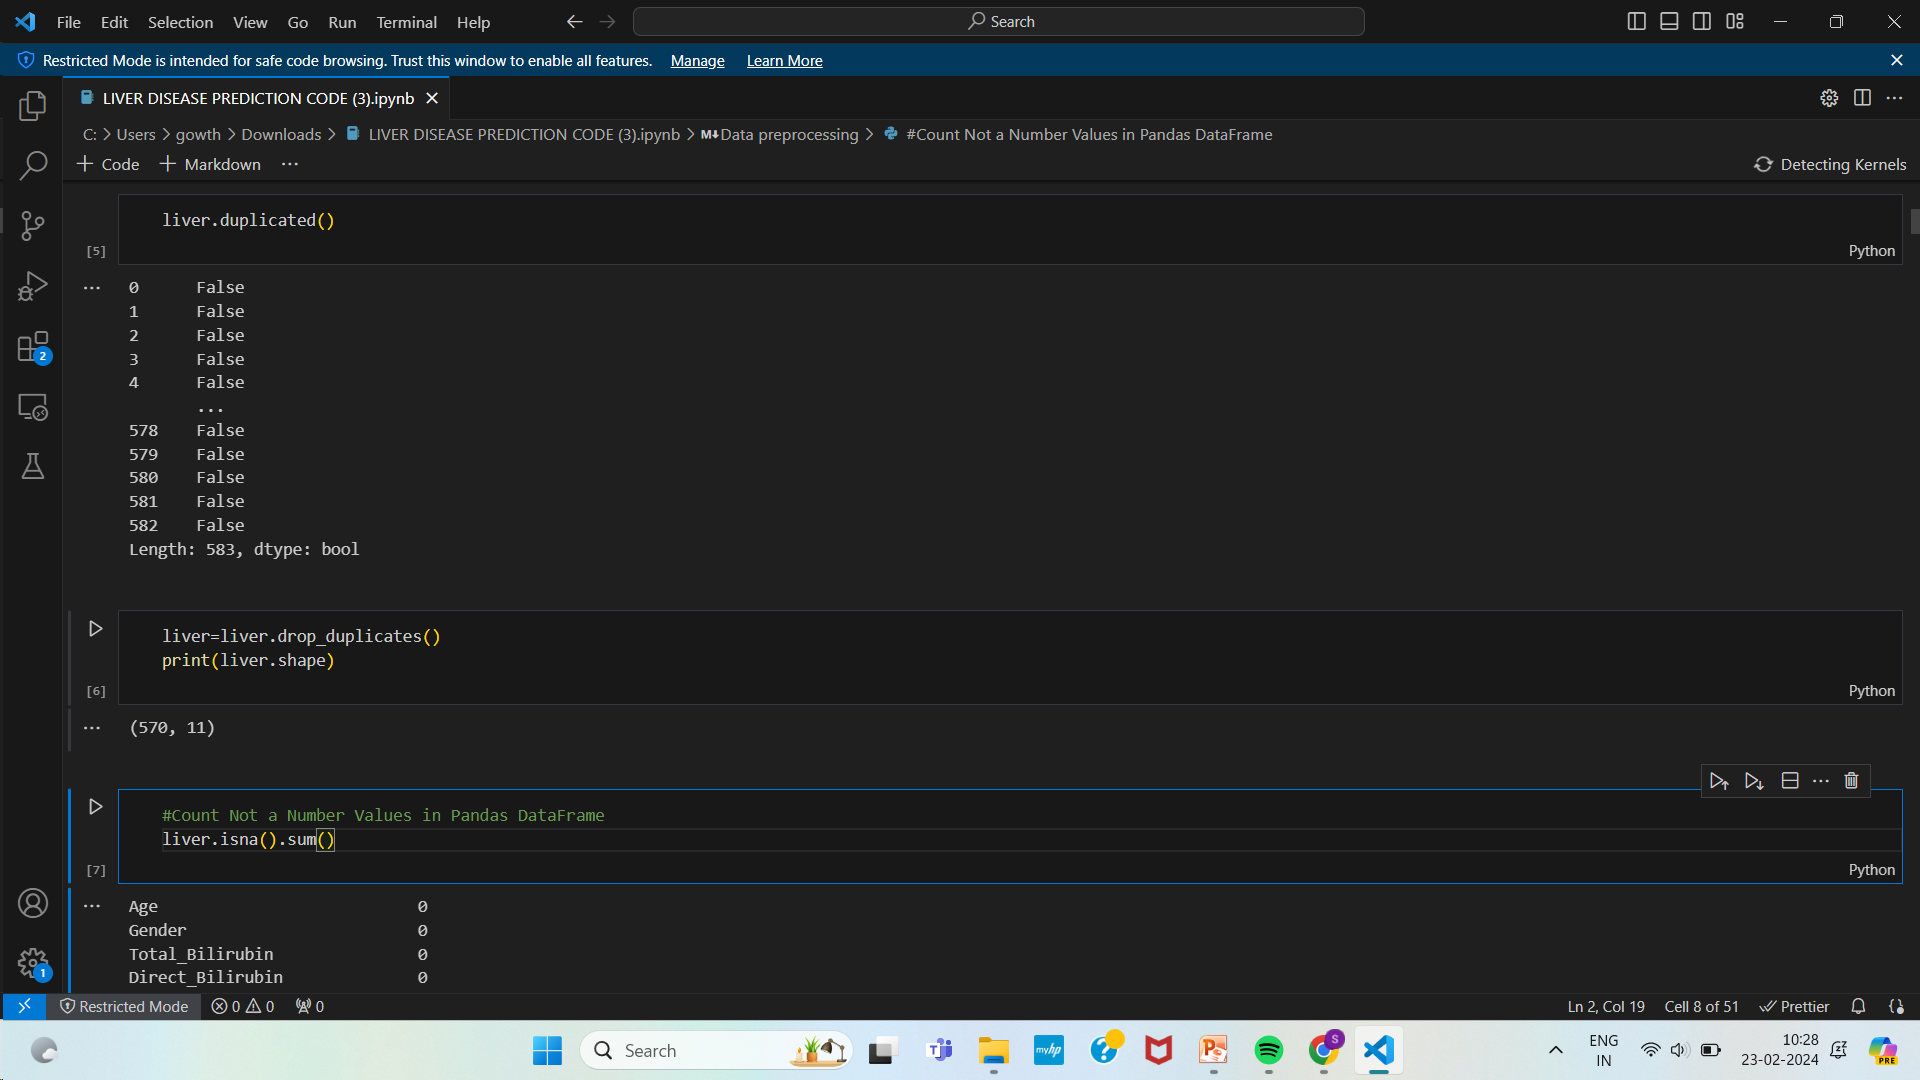 File Edit Selection View Go Run Terminal Help Search
Restricted Mode is intended for safe code browsing. Trust this window to enable all features. Manage Learn More
LIVER DISEASE PREDICTION CODE (3).ipynb
C: > Users > gowth > Downloads > LIVER DISEASE PREDICTION CODE (3).ipynb > M↓Data preprocessing > #Count Not a Number Values in Pandas DataFrame
+ Code + Markdown ... Detecting Kernels
liver.duplicated()
[5] Python
... 0 False
1 False
2 False
3 False
4 False
...
578 False
579 False
580 False
581 False
582 False
Length: 583, dtype: bool
liver=liver.drop_duplicates()
print(liver.shape)
[6] Python
... (570, 11)
#Count Not a Number Values in Pandas DataFrame
liver.isna().sum()
[7] Python
... Age 0
Gender 0
Total_Bilirubin 0
Direct_Bilirubin 0
2
1
Restricted Mode 0 0 0 Ln 2, Col 19 Cell 8 of 51 Prettier
Search myhp S ENG IN 10:28 23-02-2024 PRE